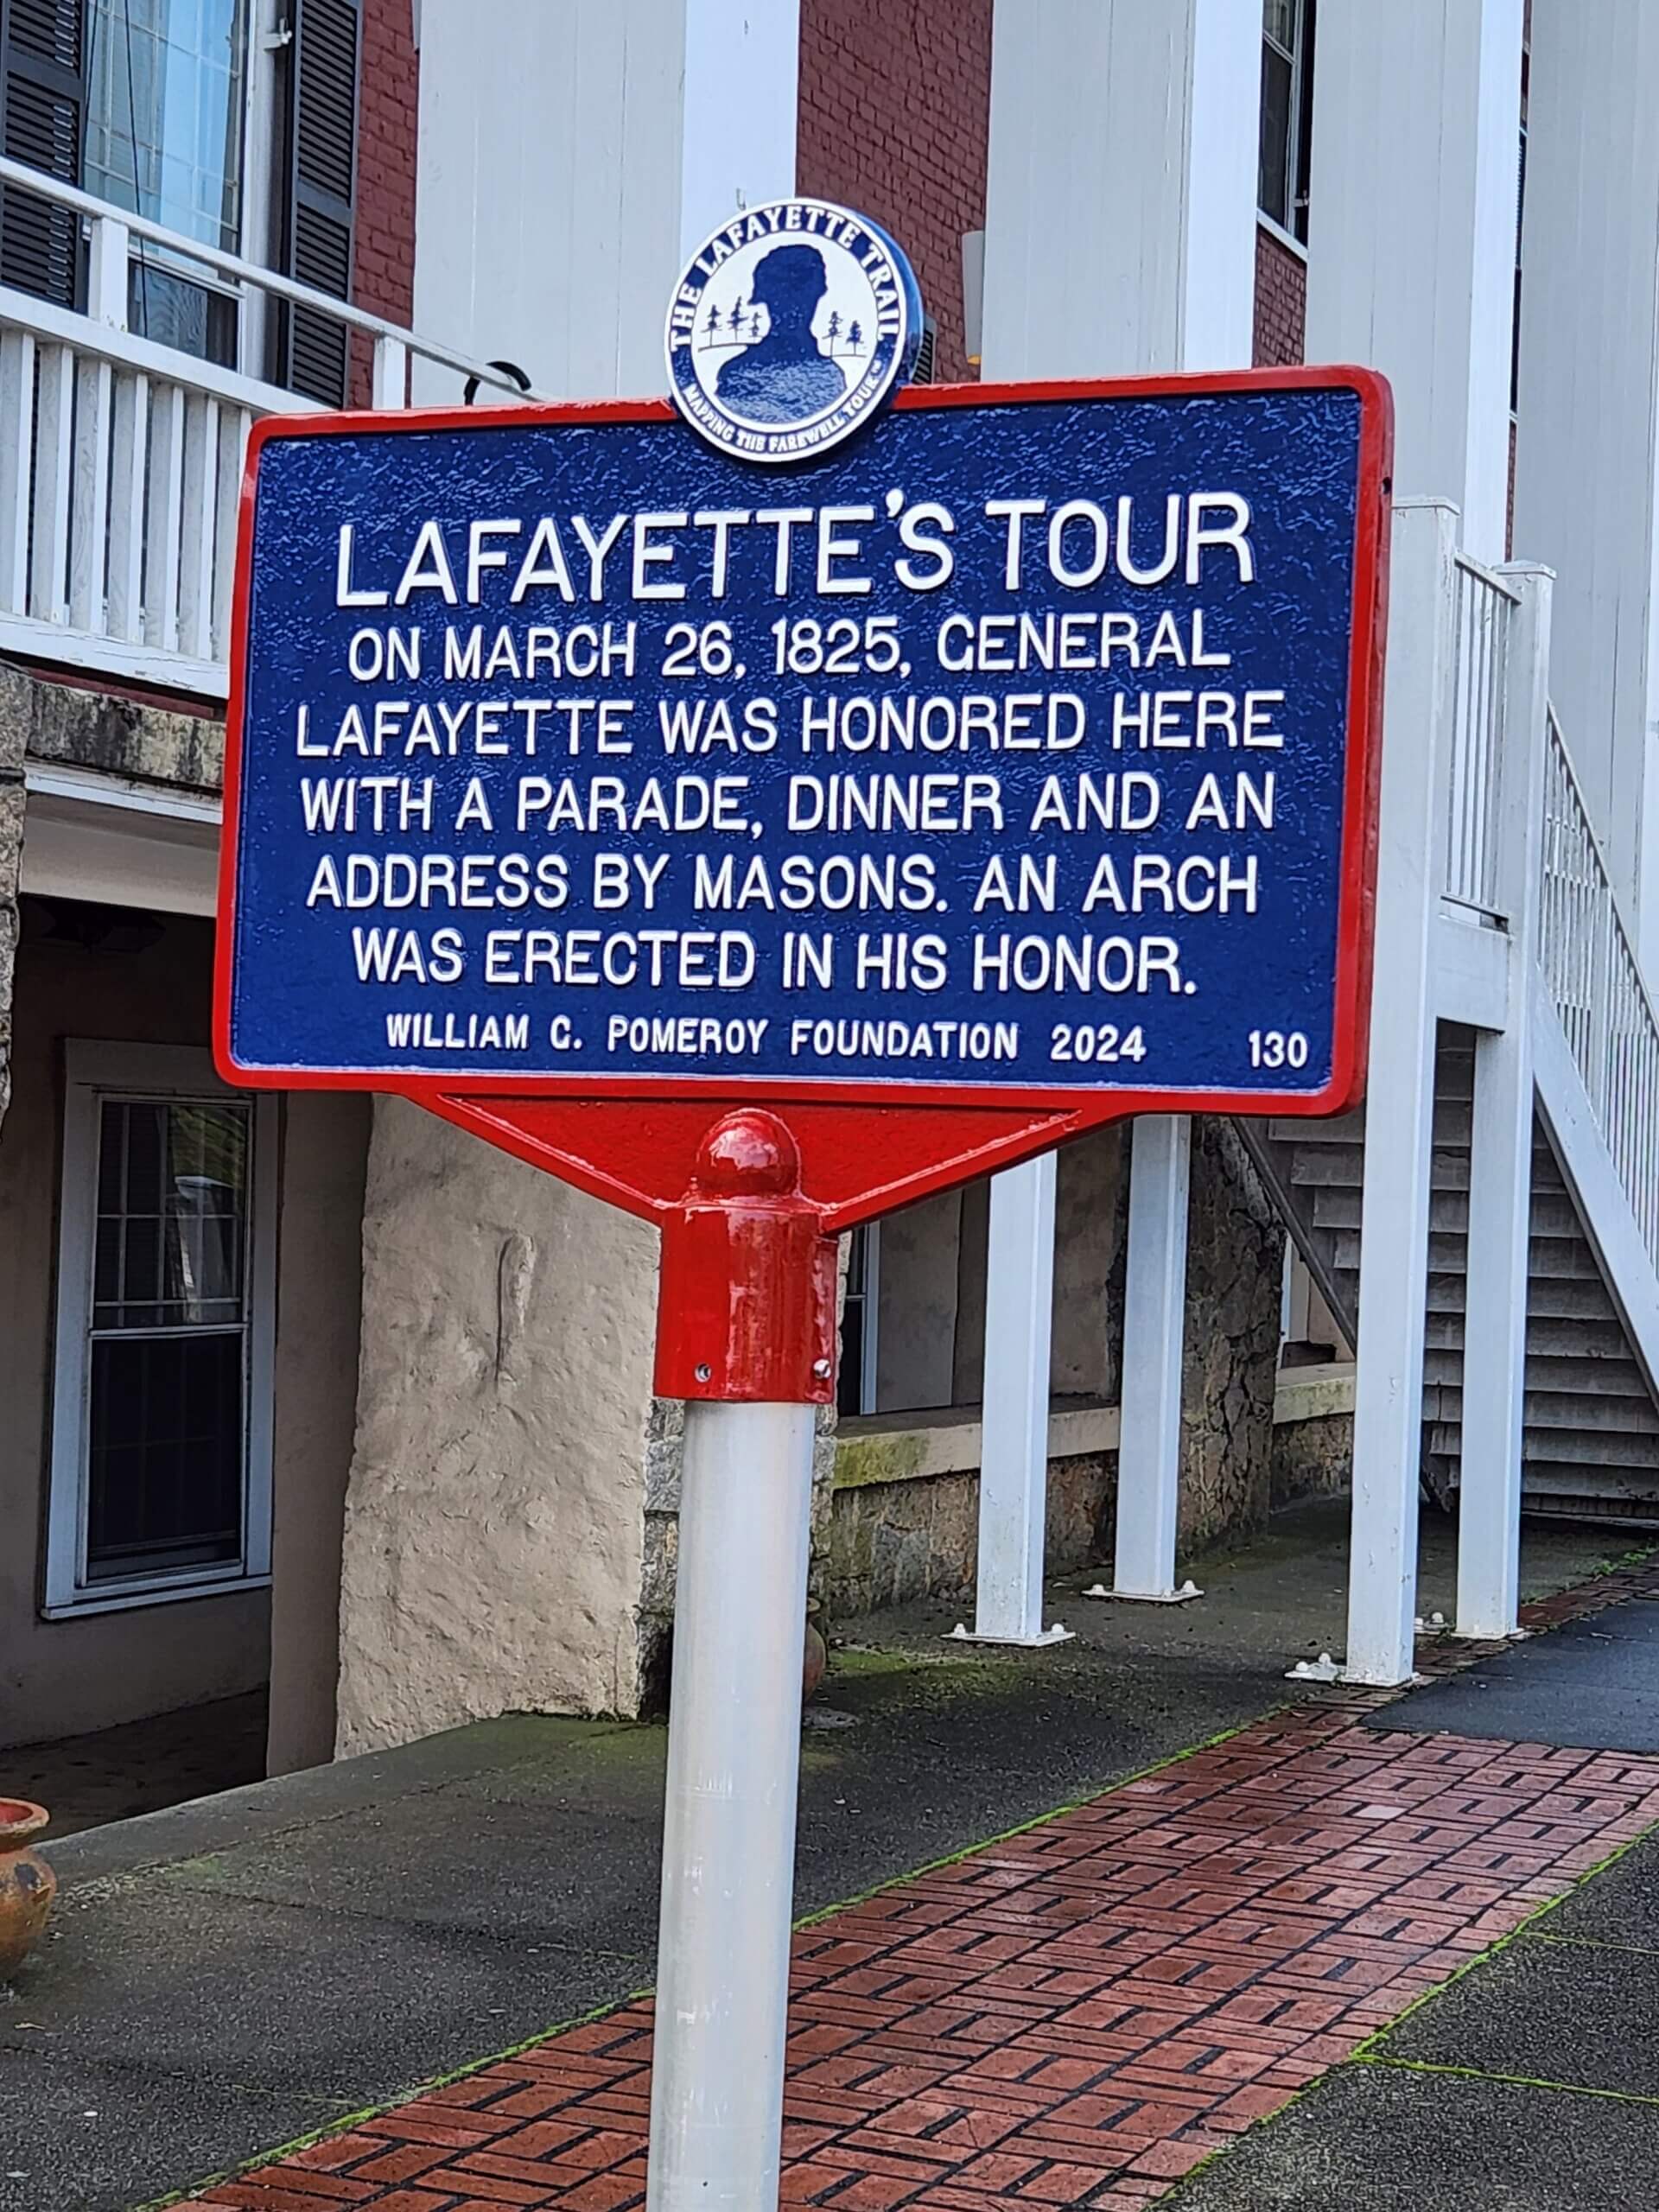 THE LAFAYETTE TRAIL
MAPPING THE FAREWELL TOUR
LAFAYETTE'S TOUR
ON MARCH 26, 1825, GENERAL
LAFAYETTE WAS HONORED HERE
WITH A PARADE, DINNER AND AN
ADDRESS BY MASONS. AN ARCH
WAS ERECTED IN HIS HONOR.
WILLIAM G. POMEROY FOUNDATION 2024 130